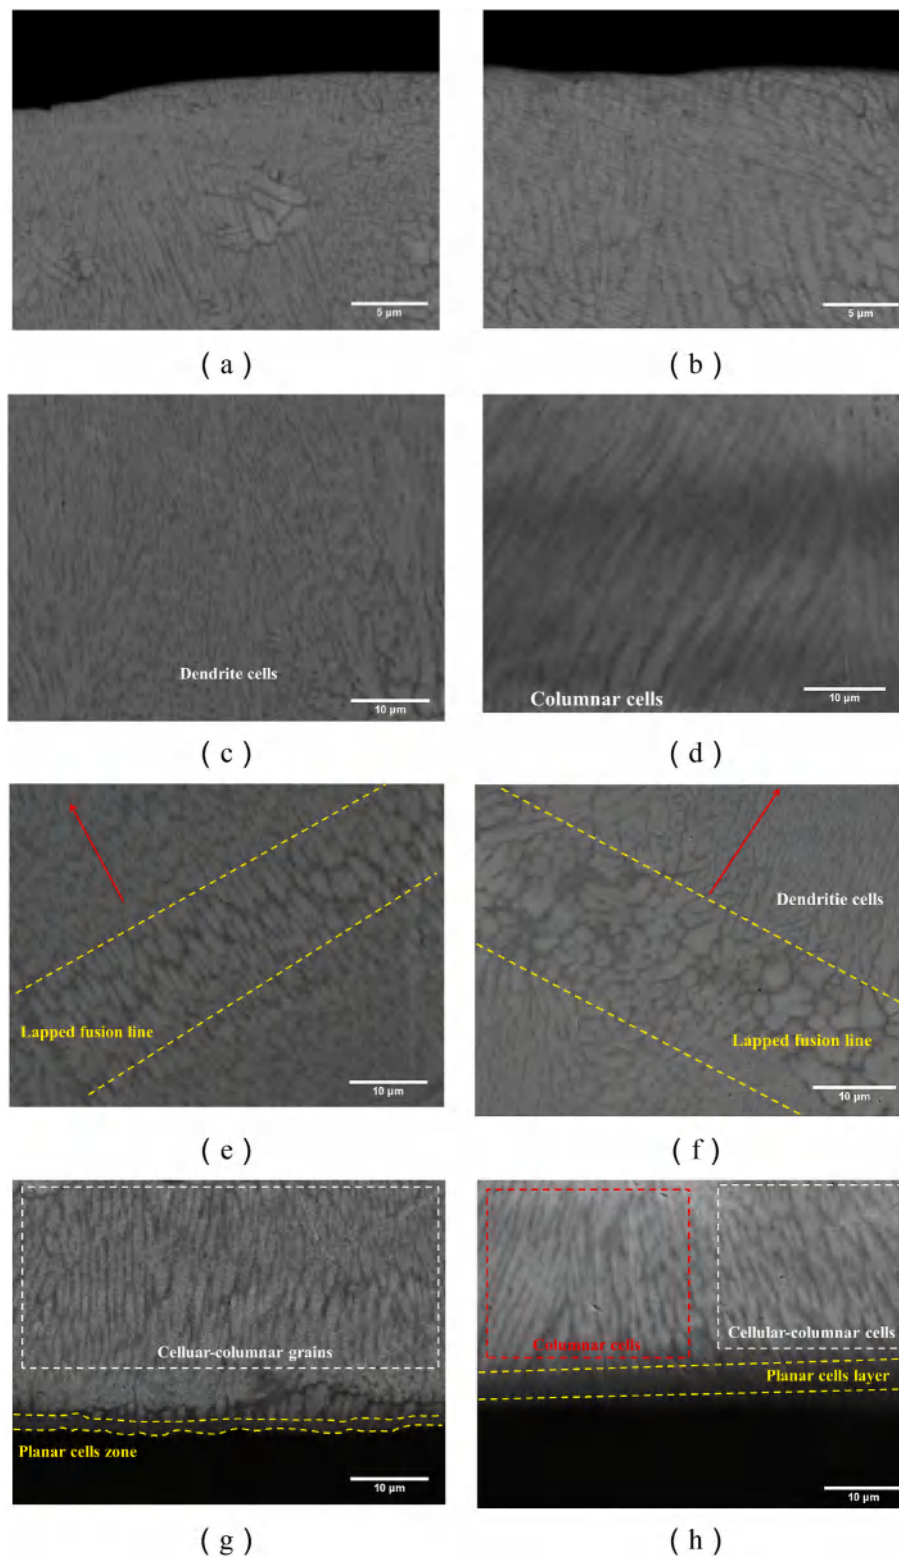 5 μm
5 μm
( a )
( b )
Dendrite cells
10 μm
Columnar cells
10 μm
( c )
( d )
Lapped fusion line
10 μm
Dendritie cells
Lapped fusion line
10 μm
( e )
( f )
Celluar-columnar grains
Planar cells zone
10 μm
Columnar cells
Cellular-columnar cells
Planar cells layer
10 μm
( g )
( h )